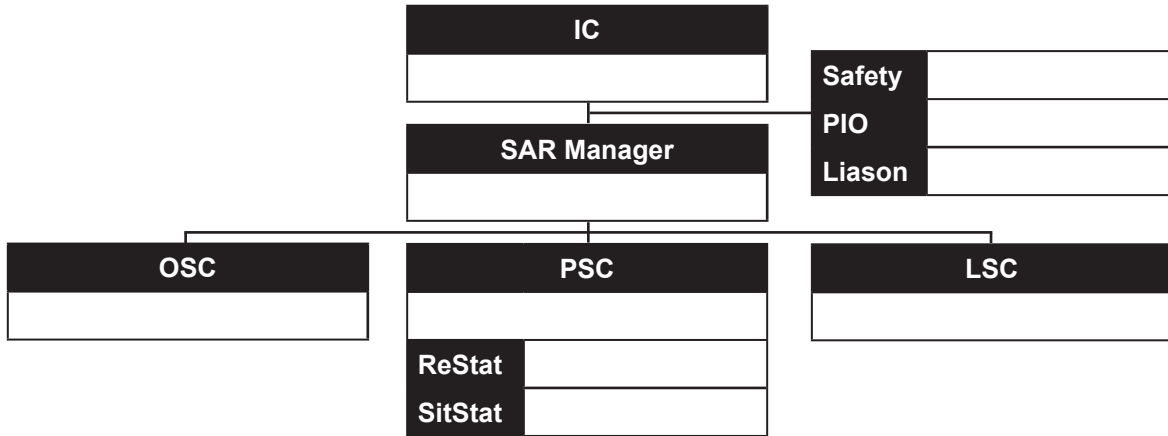 IC
Safety
PIO
Liason
SAR Manager
OSC
PSC
LSC
ReStat
SitStat